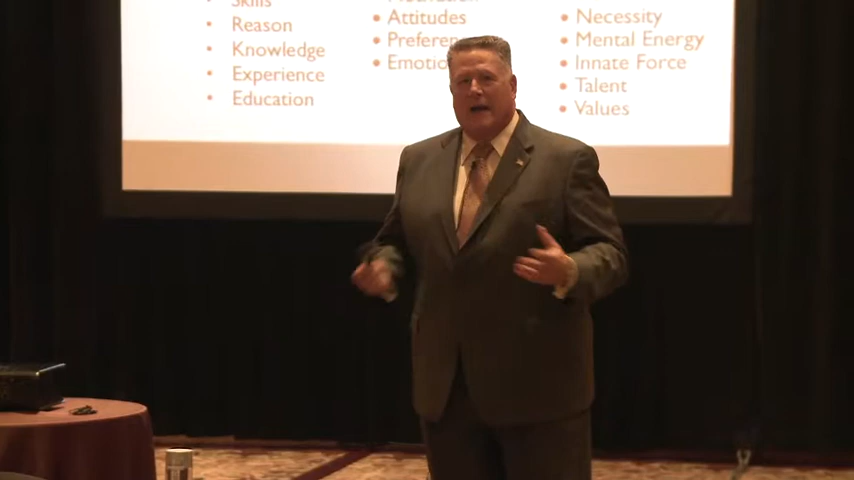 Skills
Reason
Knowledge
Experience
Education
Attitudes
Necessity
Mental Energy
Innate Force
Talent
Values